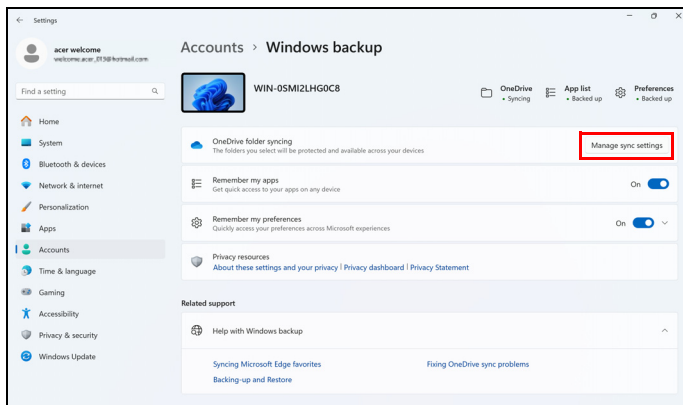 Settings
acer welcome
Find a setting
Home
System
Bluetooth & devices
Network & internet
Personalization
Apps
Accounts
Time & language
Gaming
Accessibility
Privacy & security
Windows Update
Accounts > Windows backup
WIN-0SMI2LHG0C8
OneDrive
• Syncing
App list
• Backed up
Preferences
• Backed up
OneDrive folder syncing
The folders you select will be protected and available across your devices
Manage sync settings
Remember my apps
Get quick access to your apps on any device
On
Remember my preferences
Quickly access your preferences across Microsoft experiences
On
Privacy resources
About these settings and your privacy | Privacy dashboard | Privacy Statement
Related support
Help with Windows backup
Syncing Microsoft Edge favorites
Fixing OneDrive sync problems
Backing-up and Restore